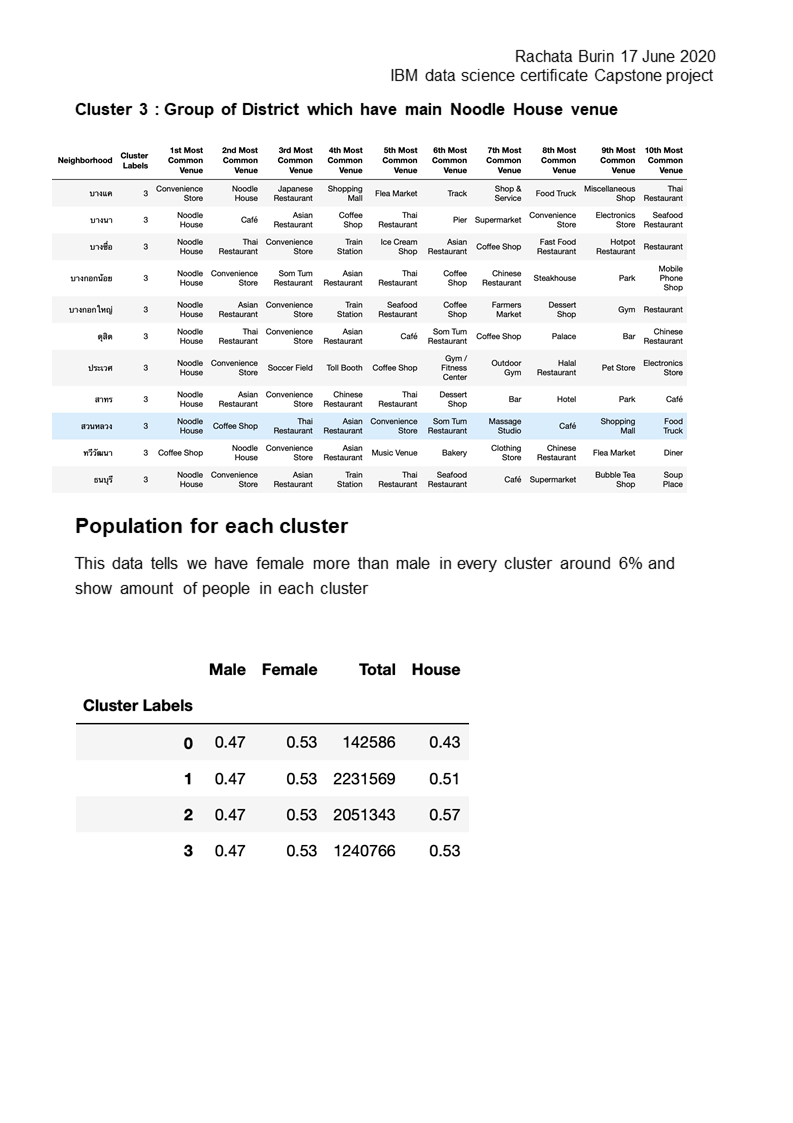 Rachata Burin 17 June 2020
IBM data science certificate Capstone project
Cluster 3 : Group of District which have main Noodle House venue
Neighborhood Cluster Labels 1st Most Common Venue 2nd Most Common Venue 3rd Most Common Venue 4th Most Common Venue 5th Most Common Venue 6th Most Common Venue 7th Most Common Venue 8th Most Common Venue 9th Most Common Venue 10th Most Common Venue
บางแค 3 Convenience Store Noodle House Japanese Restaurant Shopping Mall Flea Market Track Shop & Service Food Truck Miscellaneous Shop Thai Restaurant
บางนา 3 Noodle House Café Asian Restaurant Coffee Shop Thai Restaurant Pier Supermarket Convenience Store Electronics Store Seafood Restaurant
บางซื่อ 3 Noodle House Thai Restaurant Convenience Store Train Station Ice Cream Shop Asian Restaurant Coffee Shop Fast Food Restaurant Hotpot Restaurant Restaurant
บางกอกน้อย 3 Noodle House Convenience Store Som Tum Restaurant Asian Restaurant Thai Restaurant Coffee Shop Chinese Restaurant Steakhouse Park Mobile Phone Shop
บางกอกใหญ่ 3 Noodle House Asian Restaurant Convenience Store Train Station Seafood Restaurant Coffee Shop Farmers Market Dessert Shop Gym Restaurant
ดุสิต 3 Noodle House Thai Restaurant Convenience Store Asian Restaurant Café Som Tum Restaurant Coffee Shop Palace Bar Chinese Restaurant
ประเวศ 3 Noodle House Convenience Store Soccer Field Toll Booth Coffee Shop Gym / Fitness Center Outdoor Gym Halal Restaurant Pet Store Electronics Store
สาทร 3 Noodle House Asian Restaurant Convenience Store Chinese Restaurant Thai Restaurant Dessert Shop Bar Hotel Park Café
สวนหลวง 3 Noodle House Coffee Shop Thai Restaurant Asian Restaurant Convenience Store Som Tum Restaurant Massage Studio Café Shopping Mall Food Truck
ทวีวัฒนา 3 Coffee Shop Noodle House Convenience Store Asian Restaurant Music Venue Bakery Clothing Store Chinese Restaurant Flea Market Diner
ธนบุรี 3 Noodle House Convenience Store Asian Restaurant Train Station Thai Restaurant Seafood Restaurant Café Supermarket Bubble Tea Shop Soup Place
Population for each cluster
This data tells we have female more than male in every cluster around 6% and
show amount of people in each cluster
Male Female Total House
Cluster Labels
0 0.47 0.53 142586 0.43
1 0.47 0.53 2231569 0.51
2 0.47 0.53 2051343 0.57
3 0.47 0.53 1240766 0.53